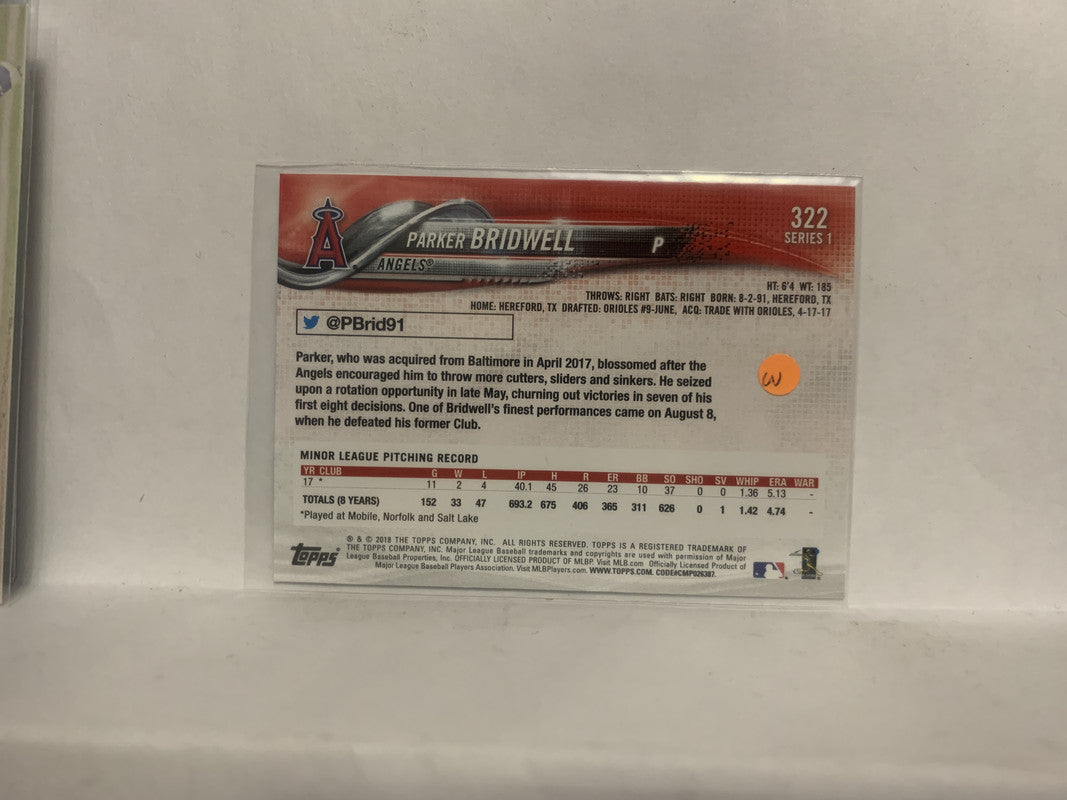 322
SERIES 1
PARKER BRIDWELL P
ANGELS®
HT: 6'4 WT: 185
THROWS: RIGHT BATS: RIGHT BORN: 8-2-91, HEREFORD, TX
HOME: HEREFORD, TX DRAFTED: ORIOLES #9-JUNE, ACQ: TRADE WITH ORIOLES, 4-17-17
@PBrid91
Parker, who was acquired from Baltimore in April 2017, blossomed after the
Angels encouraged him to throw more cutters, sliders and sinkers. He seized
upon a rotation opportunity in late May, churning out victories in seven of his
first eight decisions. One of Bridwell's finest performances came on August 8,
when he defeated his former Club.
W
MINOR LEAGUE PITCHING RECORD
YR CLUB G W L IP H R ER BB SO SHO SV WHIP ERA WAR
17 * 11 2 4 40.1 45 26 23 10 37 0 0 1.36 5.13 -
TOTALS (8 YEARS) 152 33 47 693.2 675 406 365 311 626 0 1 1.42 4.74 -
*Played at Mobile, Norfolk and Salt Lake
Topps
® & © 2018 THE TOPPS COMPANY, INC. ALL RIGHTS RESERVED. TOPPS IS A REGISTERED TRADEMARK OF
THE TOPPS COMPANY, INC. Major League Baseball trademarks and copyrights are used with permission of Major
League Baseball Properties, Inc. OFFICIALLY LICENSED PRODUCT OF MLBP. Visit MLB.com Officially Licensed Product of
Major League Baseball Players Association. Visit MLBPlayers.com. WWW.TOPPS.COM. CODE#CMP026387.